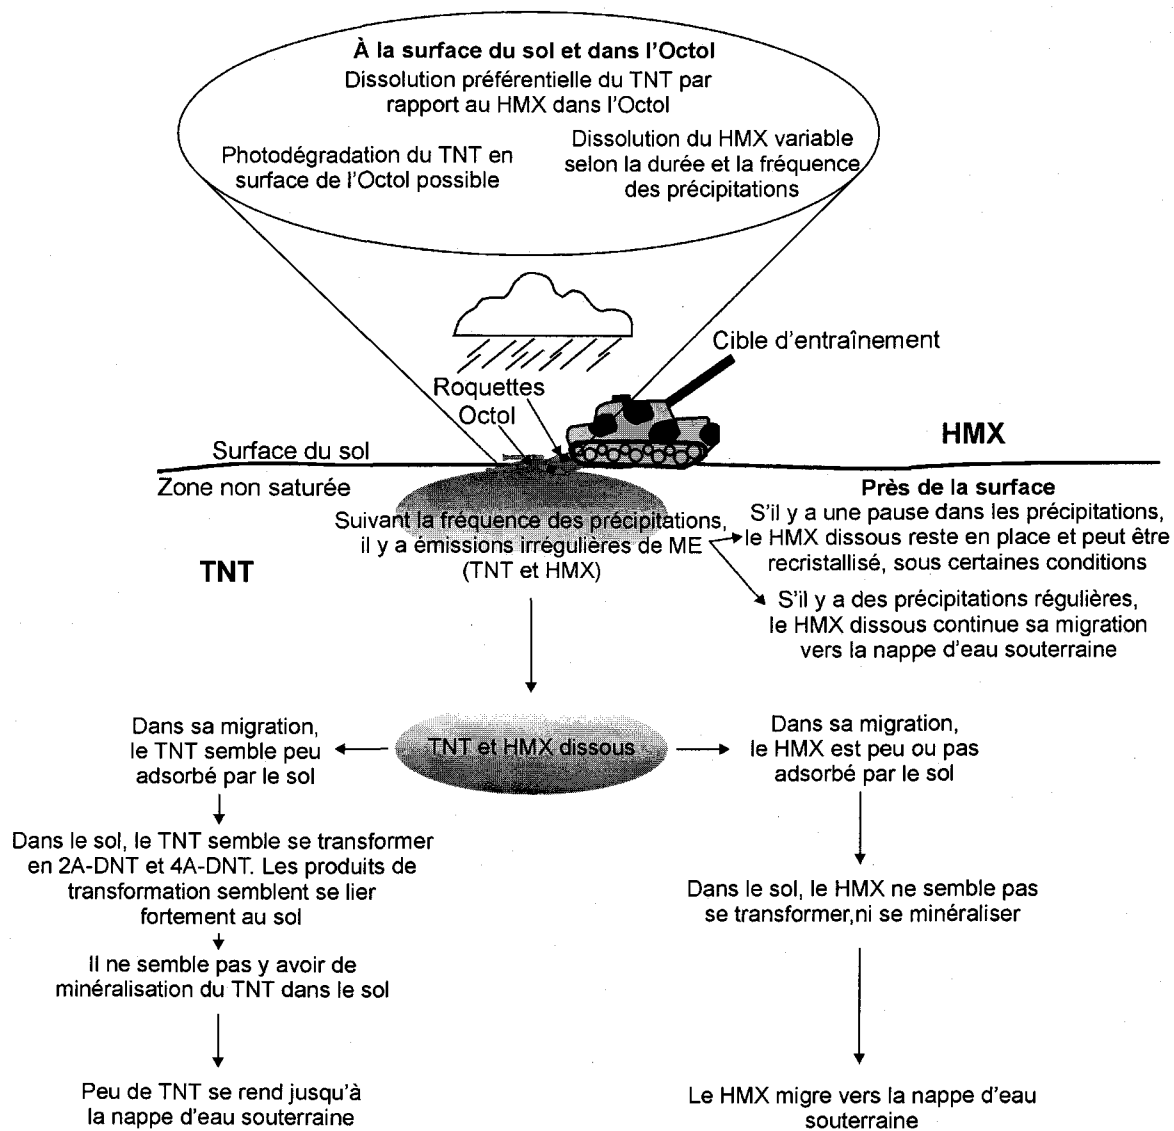 À la surface du sol et dans l'Octol
Dissolution préférentielle du TNT par
rapport au HMX dans l'Octol
Photodégradation du TNT en
surface de l'Octol possible
Dissolution du HMX variable
selon la durée et la fréquence
des précipitations
Cible d'entraînement
Roquettes
Octol
HMX
Surface du sol
Zone non saturée
Près de la surface
Suivant la fréquence des précipitations,
il y a émissions irrégulières de ME
(TNT et HMX)
S'il y a une pause dans les précipitations,
le HMX dissous reste en place et peut être
recristallisé, sous certaines conditions
TNT
S'il y a des précipitations régulières,
le HMX dissous continue sa migration
vers la nappe d'eau souterraine
Dans sa migration,
le TNT semble peu
adsorbé par le sol
TNT et HMX dissous
Dans sa migration,
le HMX est peu ou pas
adsorbé par le sol
Dans le sol, le TNT semble se transformer
en 2A-DNT et 4A-DNT. Les produits de
transformation semblent se lier
fortement au sol
Dans le sol, le HMX ne semble pas
se transformer,ni se minéraliser
Il ne semble pas y avoir de
minéralisation du TNT dans le sol
Peu de TNT se rend jusqu'à
la nappe d'eau souterraine
Le HMX migre vers la nappe d'eau
souterraine